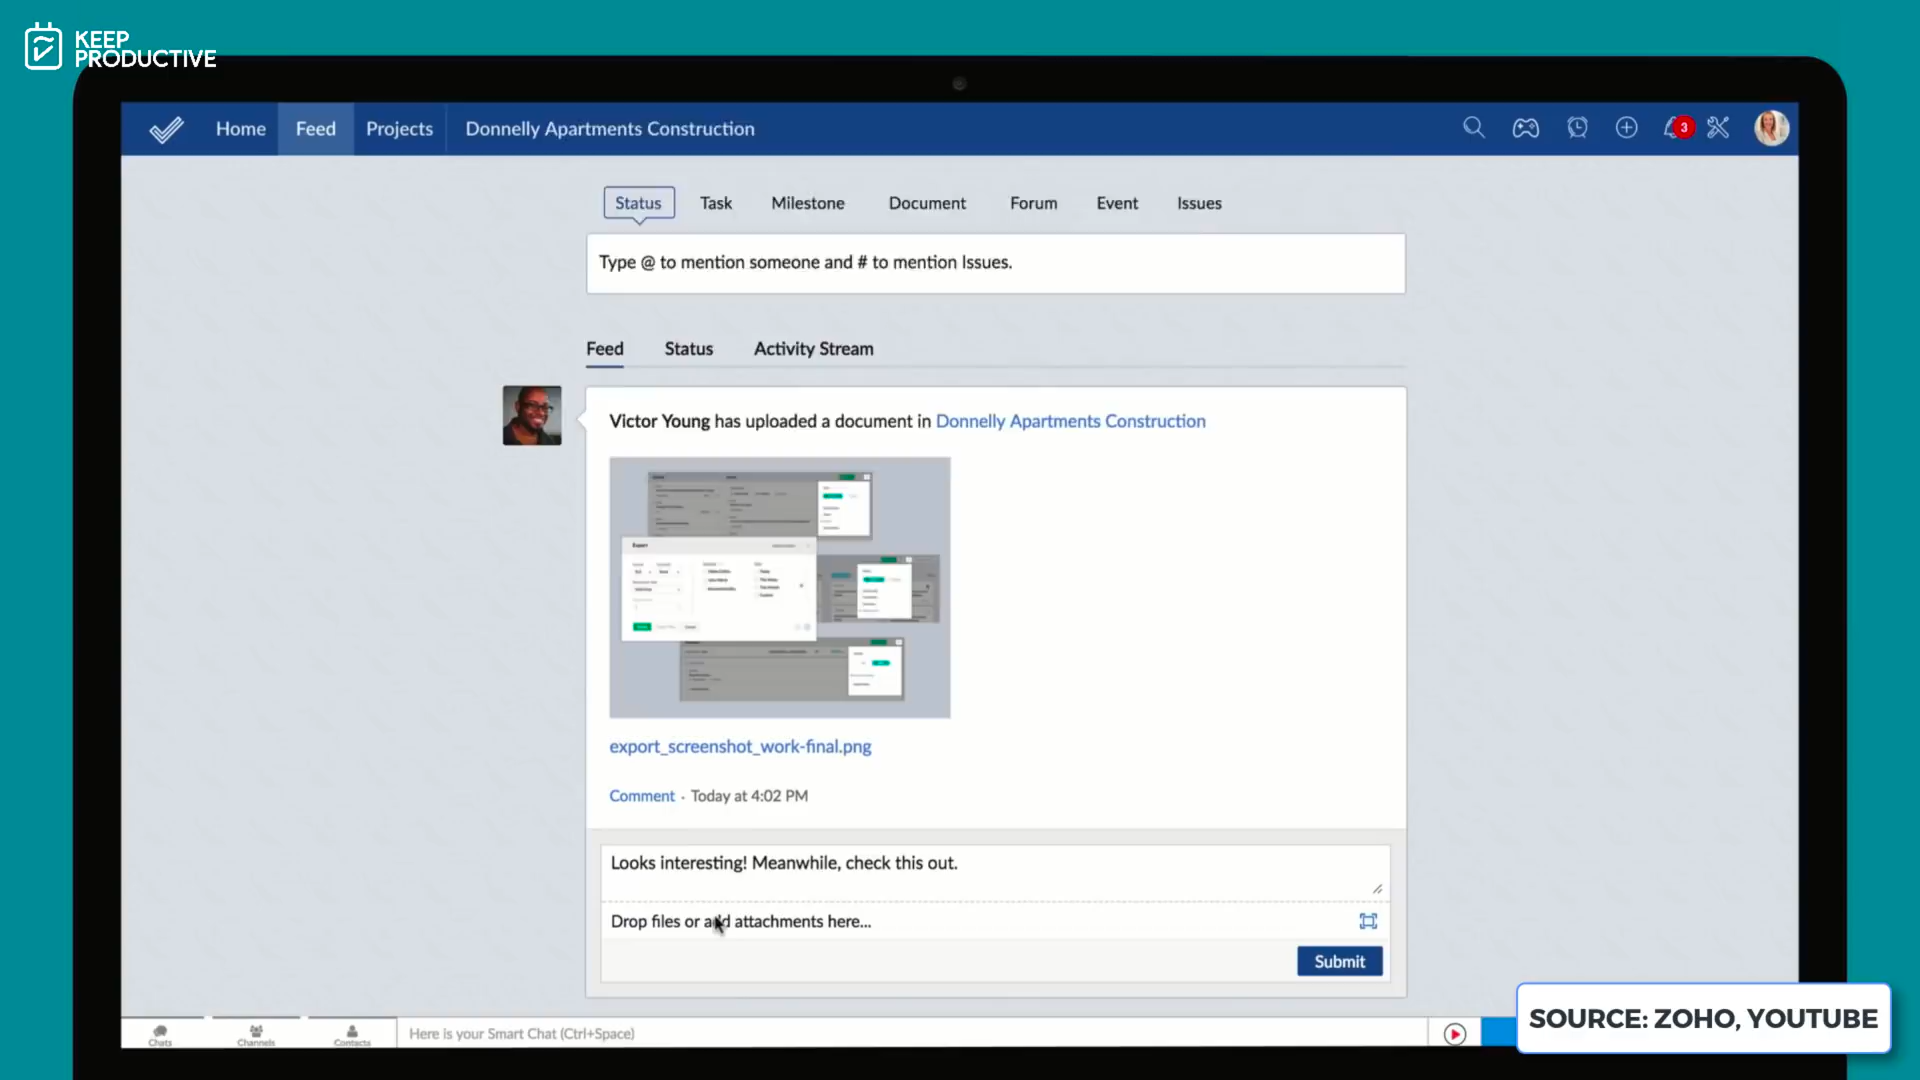 KEEP
PRODUCTIVE
Home Feed Projects Donnelly Apartments Construction
3
Status Task Milestone Document Forum Event Issues
Type @ to mention someone and # to mention Issues.
Feed Status Activity Stream
Victor Young has uploaded a document in Donnelly Apartments Construction
Export
export_screenshot_work-final.png
Comment · Today at 4:02 PM
Looks interesting! Meanwhile, check this out.
Drop files or add attachments here...
Submit
Chats Channels Contacts Here is your Smart Chat (Ctrl+Space)
SOURCE: ZOHO, YOUTUBE